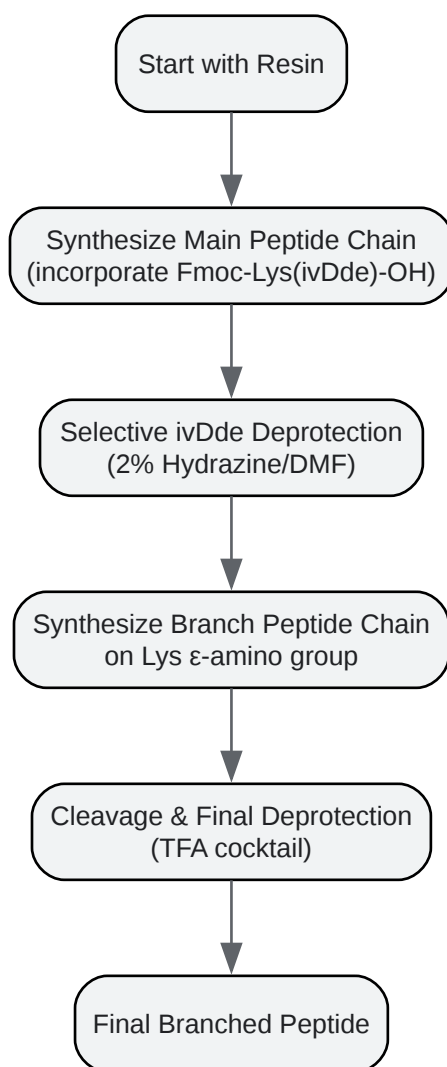 Start with Resin
Synthesize Main Peptide Chain
(incorporate Fmoc-Lys(ivDde)-OH)
Selective ivDde Deprotection
(2% Hydrazine/DMF)
Synthesize Branch Peptide Chain
on Lys ε-amino group
Cleavage & Final Deprotection
(TFA cocktail)
Final Branched Peptide